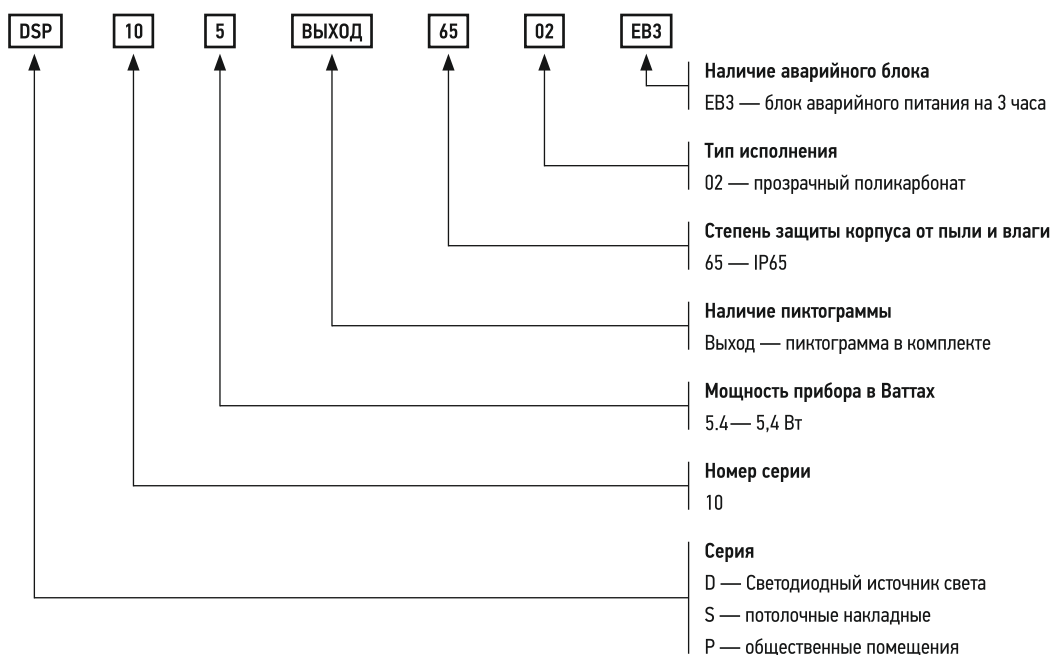 DSP 10 5 ВЫХОД 65 02 EB3
Наличие аварийного блока
EB3 — блок аварийного питания на 3 часа
Тип исполнения
02 — прозрачный поликарбонат
Степень защиты корпуса от пыли и влаги
65 — IP65
Наличие пиктограммы
Выход — пиктограмма в комплекте
Мощность прибора в Ваттах
5.4— 5,4 Вт
Номер серии
10
Серия
D — Светодиодный источник света
S — потолочные накладные
P — общественные помещения